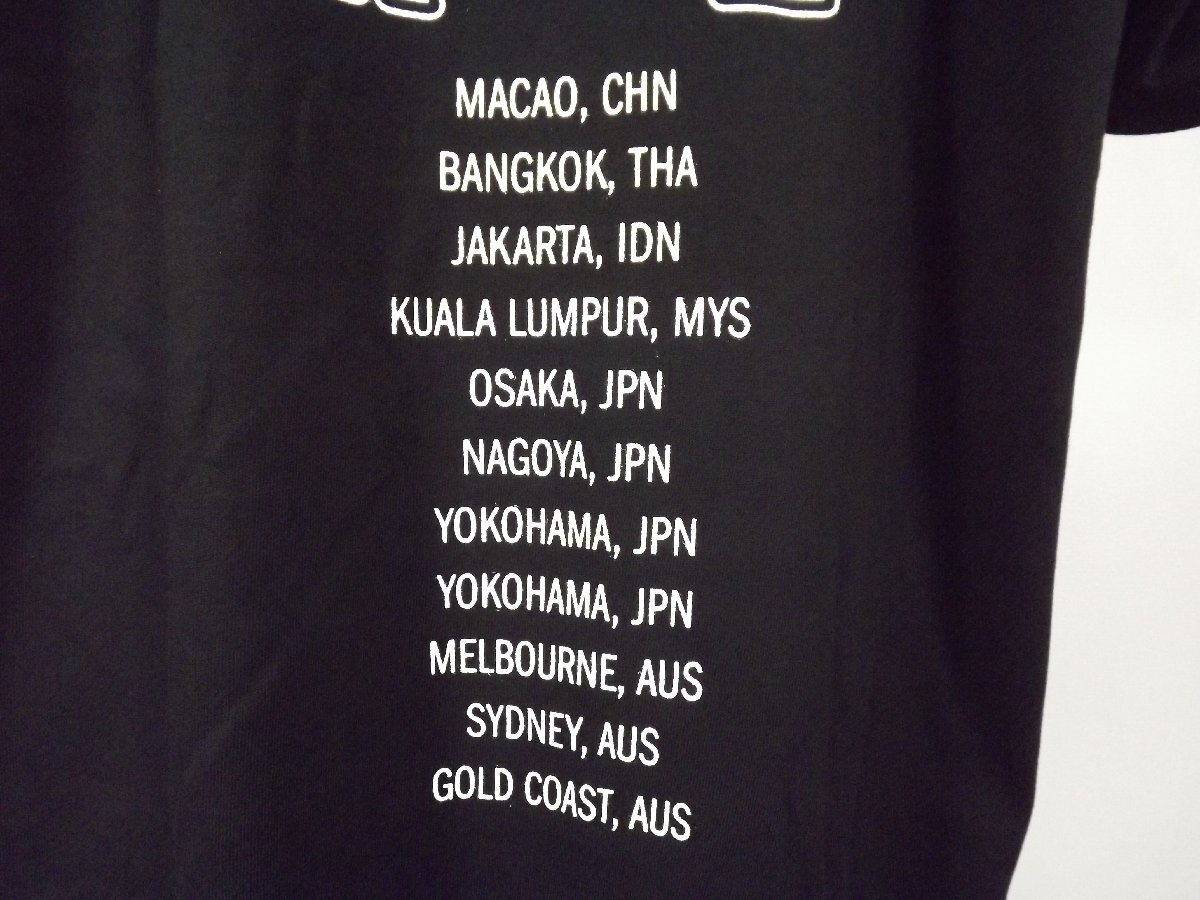 MACAO, CHN
BANGKOK, THA
JAKARTA, IDN
KUALA LUMPUR, MYS
OSAKA, JPN
NAGOYA, JPN
YOKOHAMA, JPN
YOKOHAMA, JPN
MELBOURNE, AUS
SYDNEY, AUS
GOLD COAST, AUS